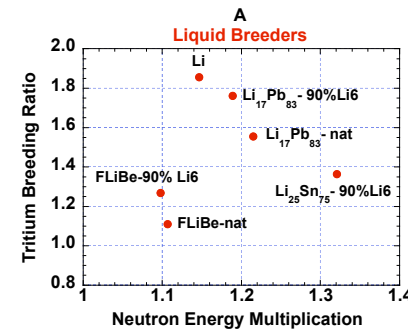 A
Liquid Breeders
Tritium Breeding Ratio
2.0
1.8
1.6
1.4
1.2
1.0
0.8
Li
Li17Pb83- 90%Li6
Li17Pb83- nat
FLiBe-90% Li6
Li25Sn75- 90%Li6
FLiBe-nat
1 1.1 1.2 1.3 1.4
Neutron Energy Multiplication